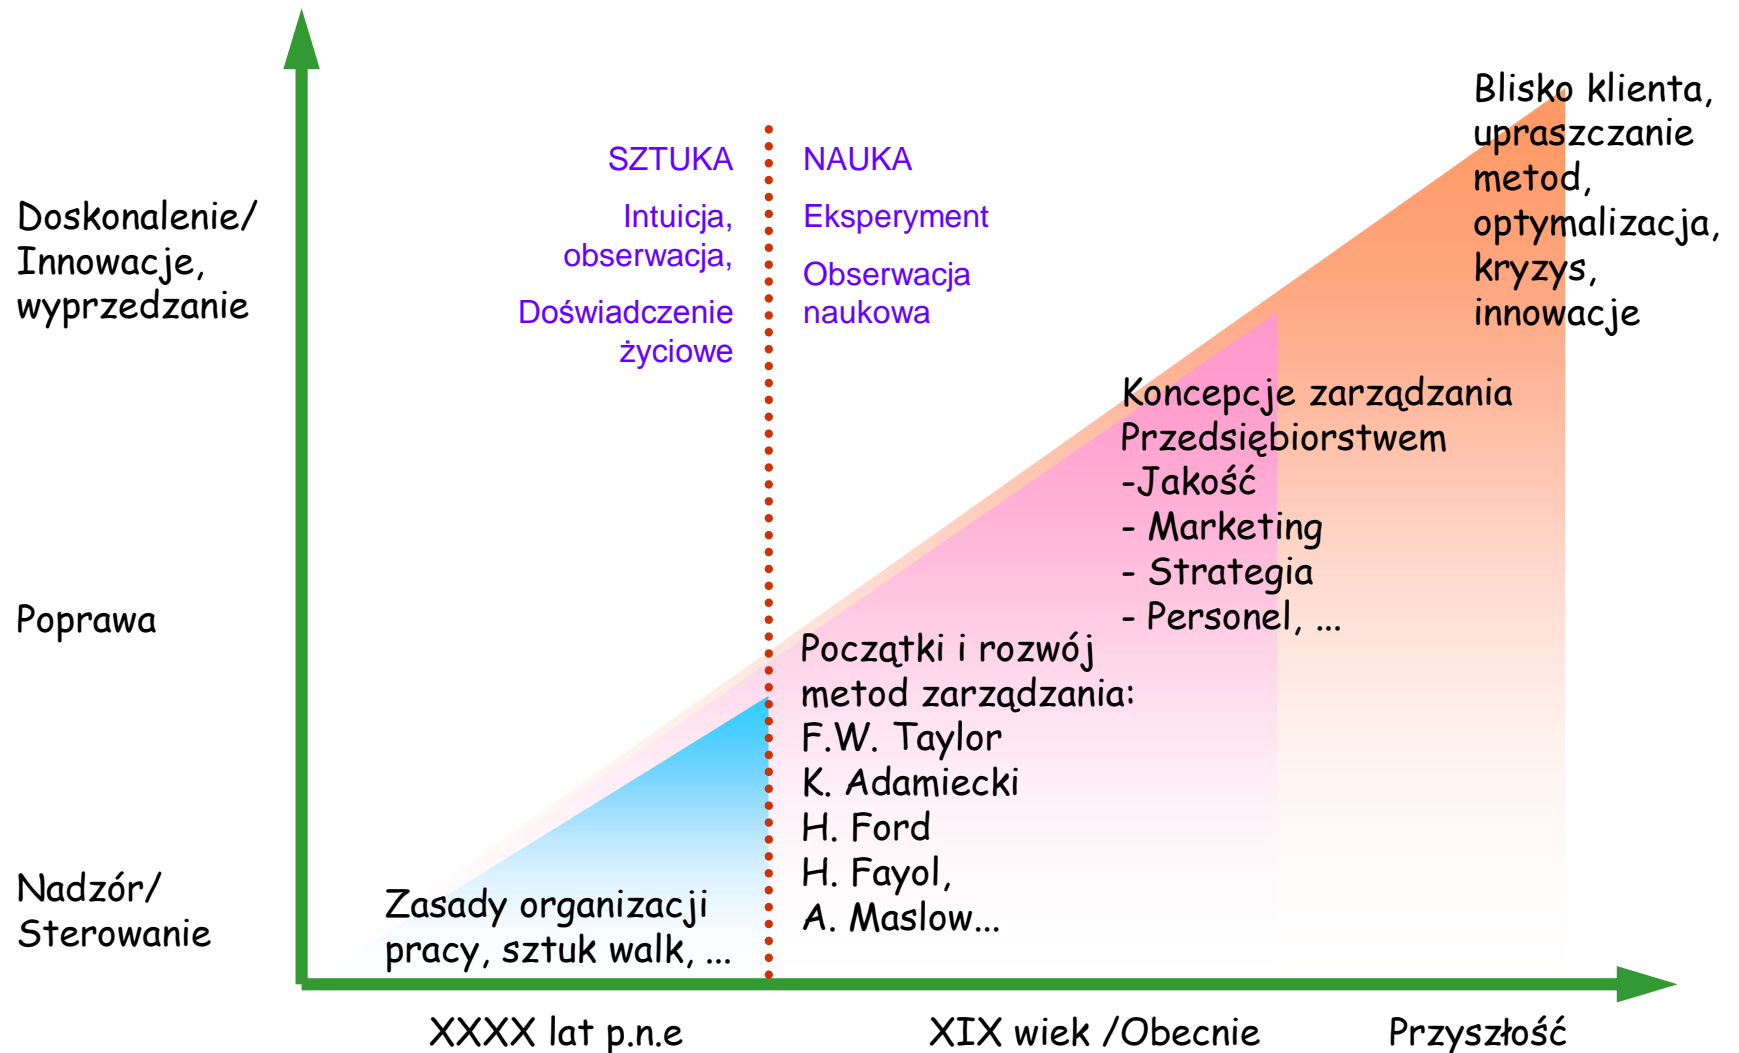 Doskonalenie/
Innowacje,
wyprzedzanie
Poprawa
Nadzór/
Sterowanie
SZTUKA
Intuicja,
obserwacja,
Doświadczenie
życiowe
NAUKA
Eksperyment
Obserwacja
naukowa
Blisko klienta,
upraszczanie
metod,
optymalizacja,
kryzys,
innowacje
Koncepcje zarządzania
Przedsiębiorstwem
-Jakość
- Marketing
- Strategia
- Personel, ...
Początki i rozwój
metod zarządzania:
F.W. Taylor
K. Adamiecki
H. Ford
H. Fayol,
A. Maslow...
Zasady organizacji
pracy, sztuk walk, ...
XXXX lat p.n.e
XIX wiek /Obecnie
Przyszłość